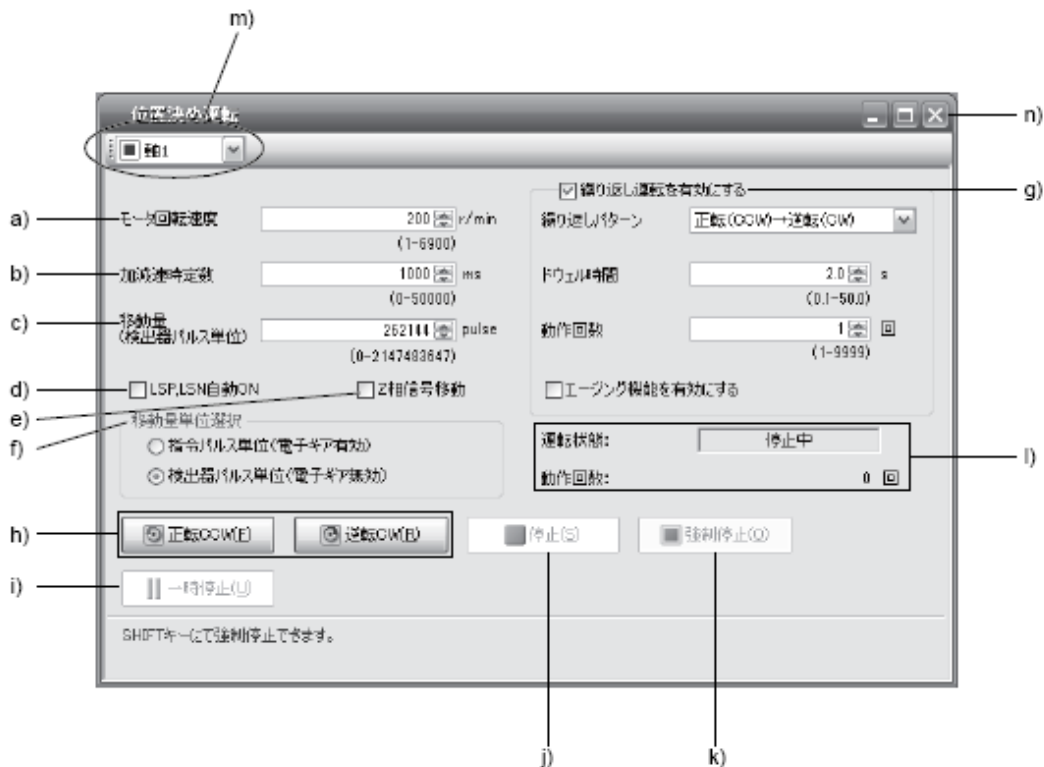 m)
位置決め運転
n)
軸1
g)
繰り返し運転を有効にする
a)
モータ回転速度
200
r/min
(1-6900)
繰り返しパターン
正転(CCW)→逆転(CW)
b)
加減速時定数
1000
ms
(0-50000)
ドウェル時間
2.0
s
(0.1-50.0)
c)
移動量
(検出器パルス単位)
262144
pulse
(0-2147483647)
動作回数
1
回
(1-9999)
d)
LSP,LSN自動ON
Z相信号移動
エージング機能を有効にする
e)
f)
移動量単位選択
指令パルス単位(電子ギア有効)
検出器パルス単位(電子ギア無効)
運転状態:
停止中
l)
動作回数:
0 回
h)
正転CCW(F)
逆転CW(R)
停止(S)
強制停止(O)
i)
一時停止(U)
SHIFTキーにて強制停止できます。
j)
k)